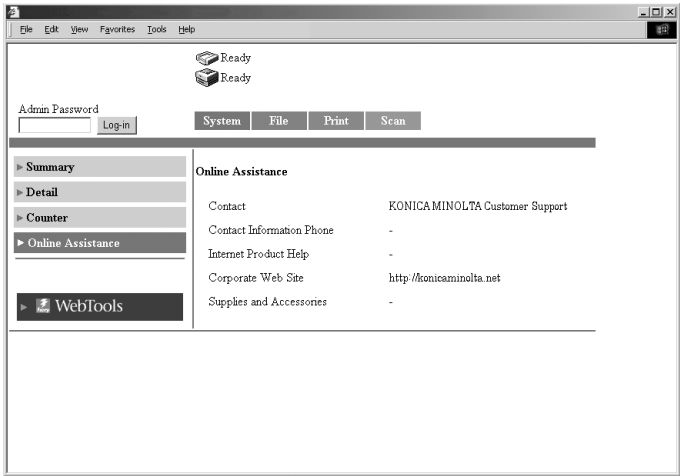 File Edit View Favorites Tools Help
Ready
Ready
Admin Password
Log-in
System File Print Scan
Summary
Detail
Counter
Online Assistance
WebTools
Online Assistance
Contact KONICA MINOLTA Customer Support
Contact Information Phone -
Internet Product Help -
Corporate Web Site http://konicaminolta.net
Supplies and Accessories -